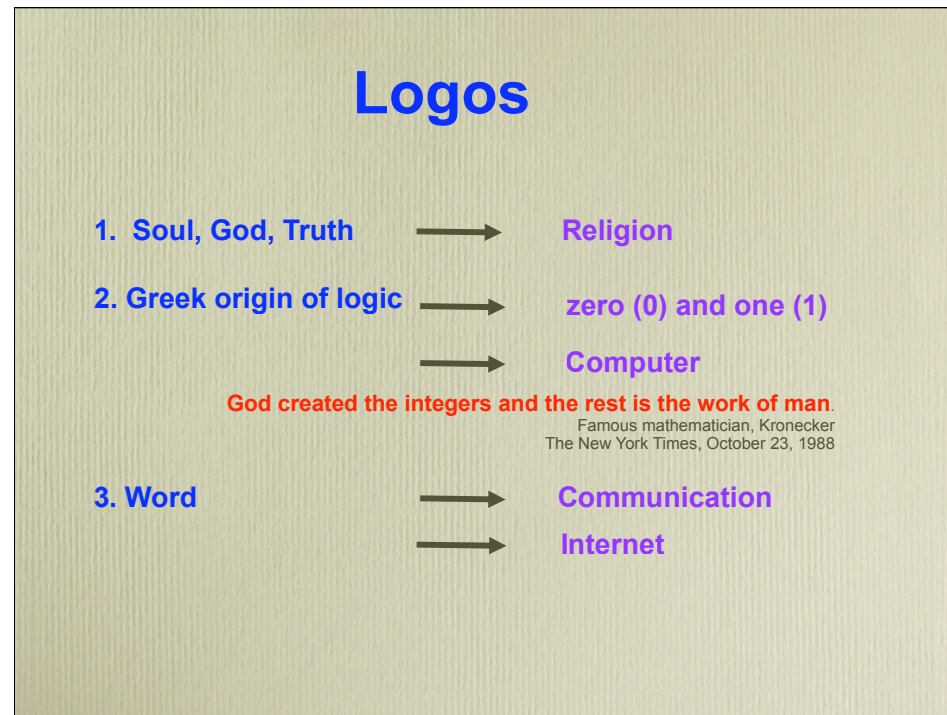 Logos
1. Soul, God, Truth Religion
2. Greek origin of logic zero (0) and one (1)
Computer
God created the integers and the rest is the work of man.
Famous mathematician, Kronecker
The New York Times, October 23, 1988
3. Word Communication
Internet